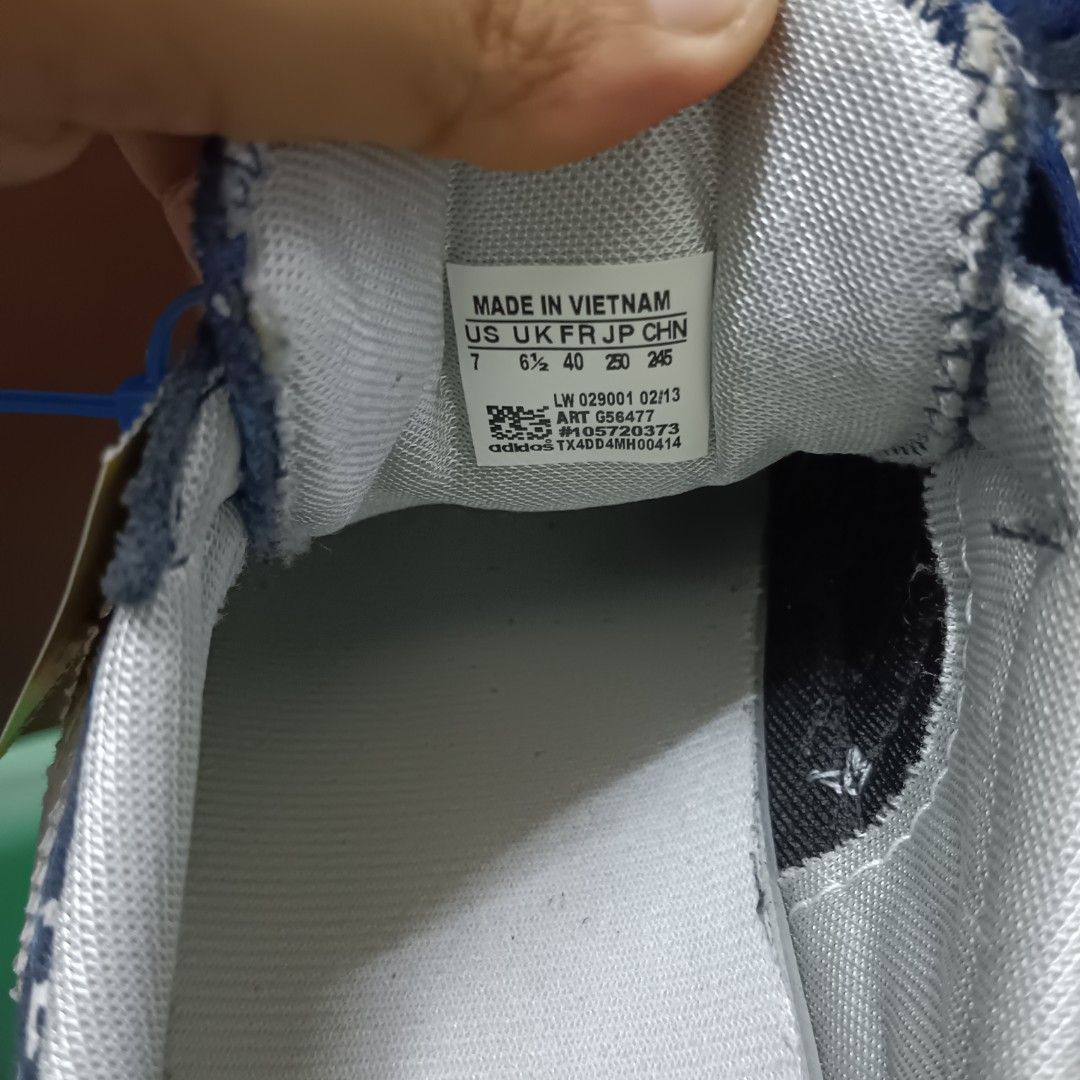 MADE IN VIETNAM
US UK FR JP CHN
7 6½ 40 250 245
LW 029001 02/13
ART G56477
#105720373
adidas TX4DD4MH00414